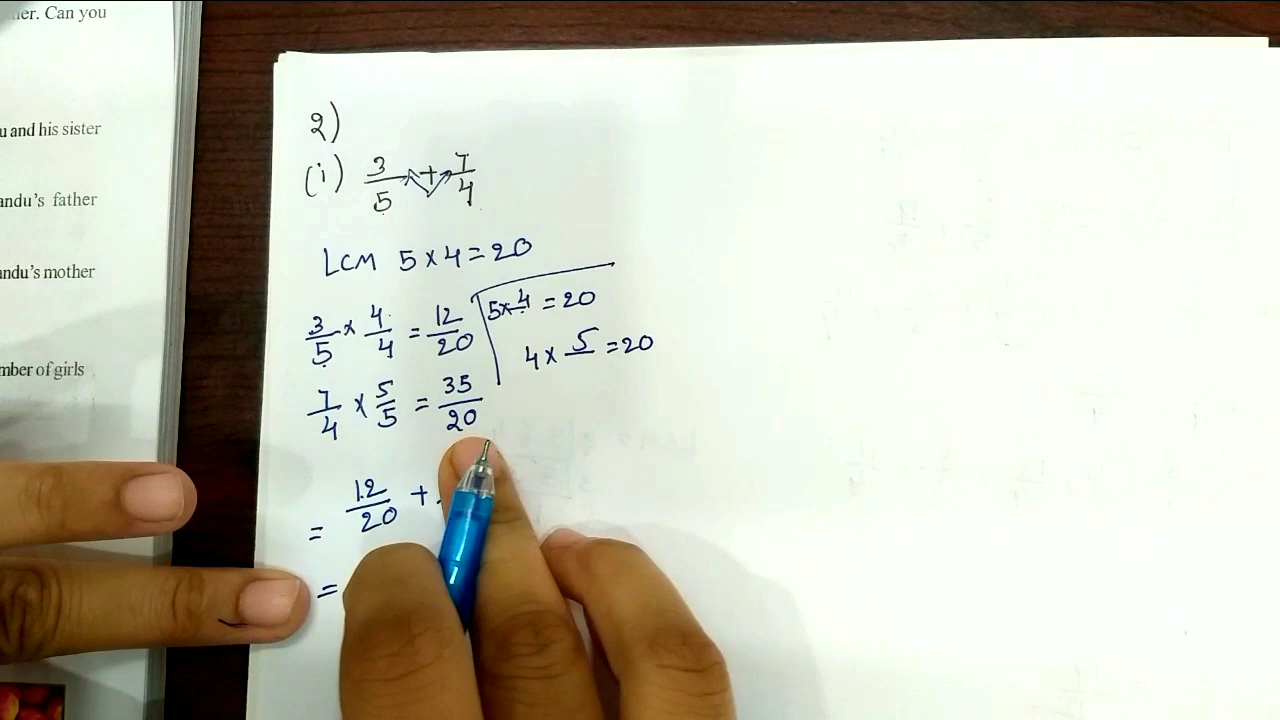 er. Can you
u and his sister
andu's father
andu's mother
mber of girls
2)
(i) 3/5 + 7/4
LCM 5 × 4 = 20
3/5 × 4/4 = 12/20
5 × 4 = 20
4 × 5 = 20
7/4 × 5/5 = 35/20
= 12/20 +
=